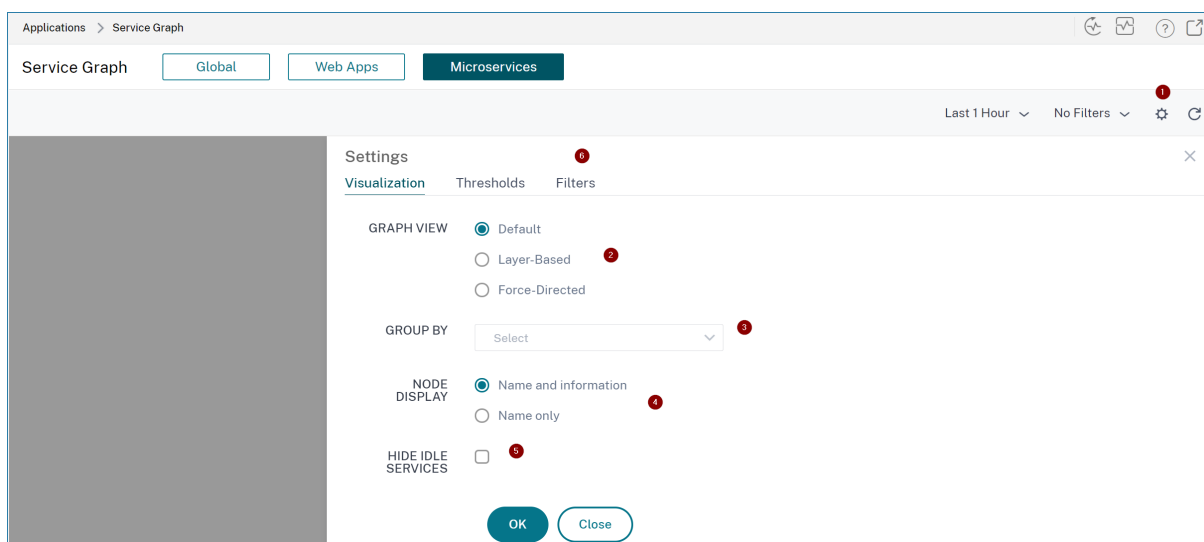 Applications > Service Graph
?
Service Graph Global Web Apps Microservices
1
Last 1 Hour No Filters
Settings 6
Visualization Thresholds Filters
GRAPH VIEW Default
Layer-Based 2
Force-Directed
GROUP BY Select 3
NODE DISPLAY Name and information
4
Name only
HIDE IDLE SERVICES 5
OK Close